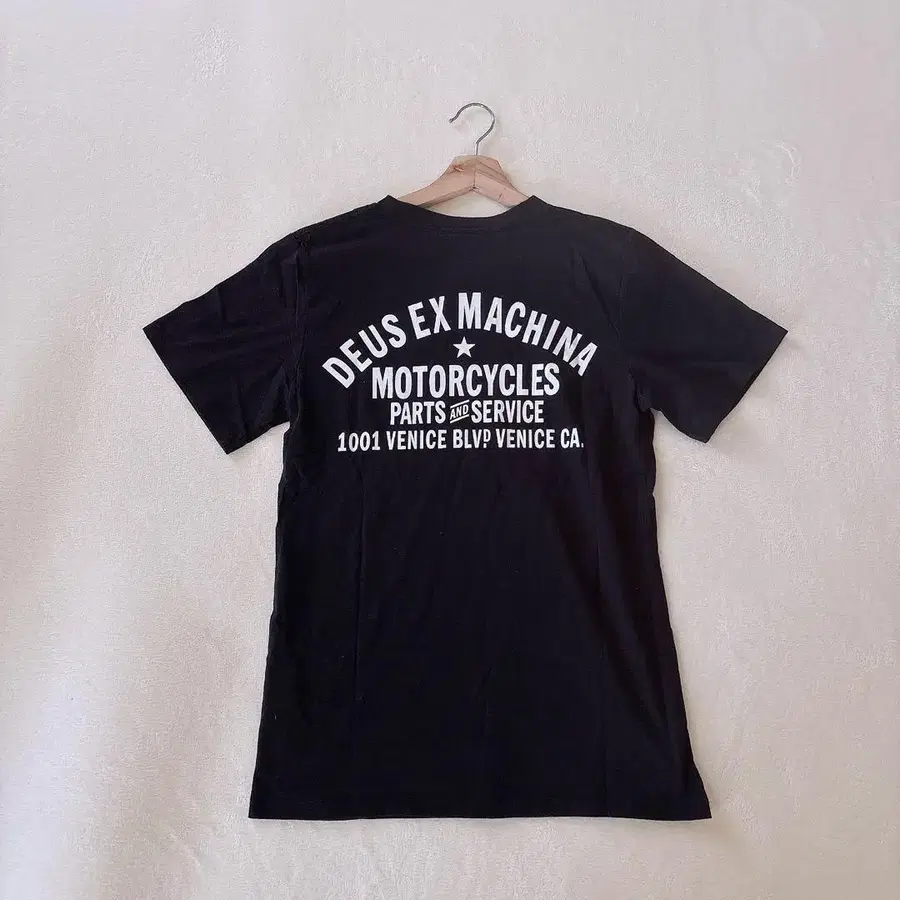 DEUS EX MACHINA
MOTORCYCLES
PARTS AND SERVICE
1001 VENICE BLVD VENICE CA.